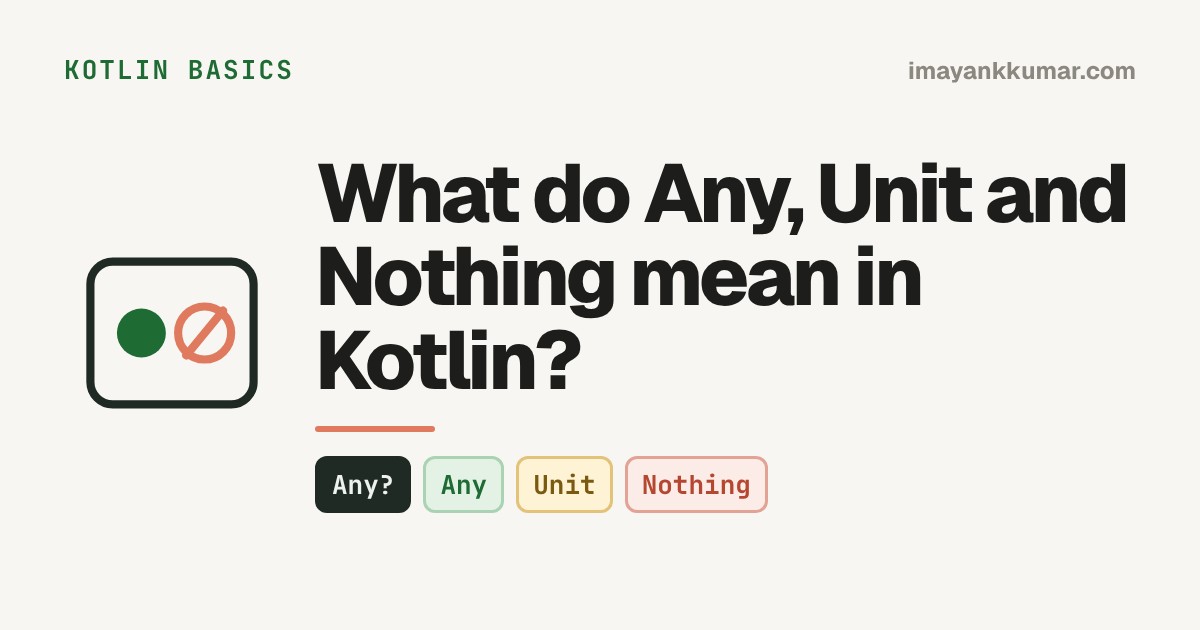 KOTLIN BASICS
imayankkumar.com
What do Any, Unit and
Nothing mean in
Kotlin?
Any? Any Unit Nothing